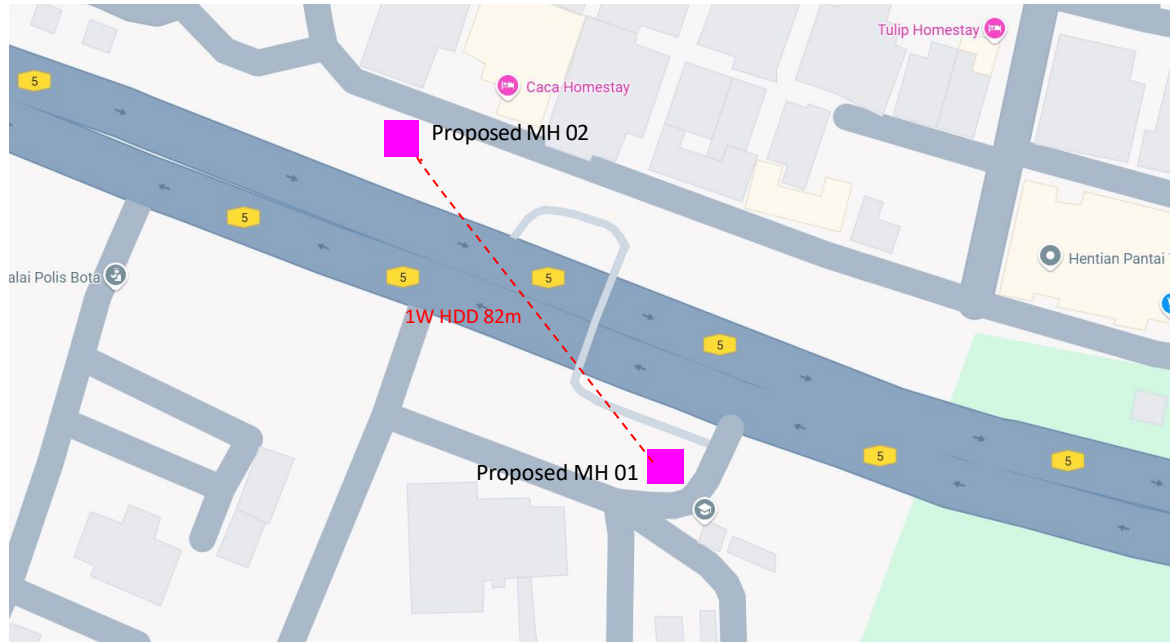 Tulip Homestay
5
Caca Homestay
Proposed MH 02
5
Hentian Pantai
alai Polis Bota
5
5
1W HDD 82m
5
5
5
Proposed MH 01